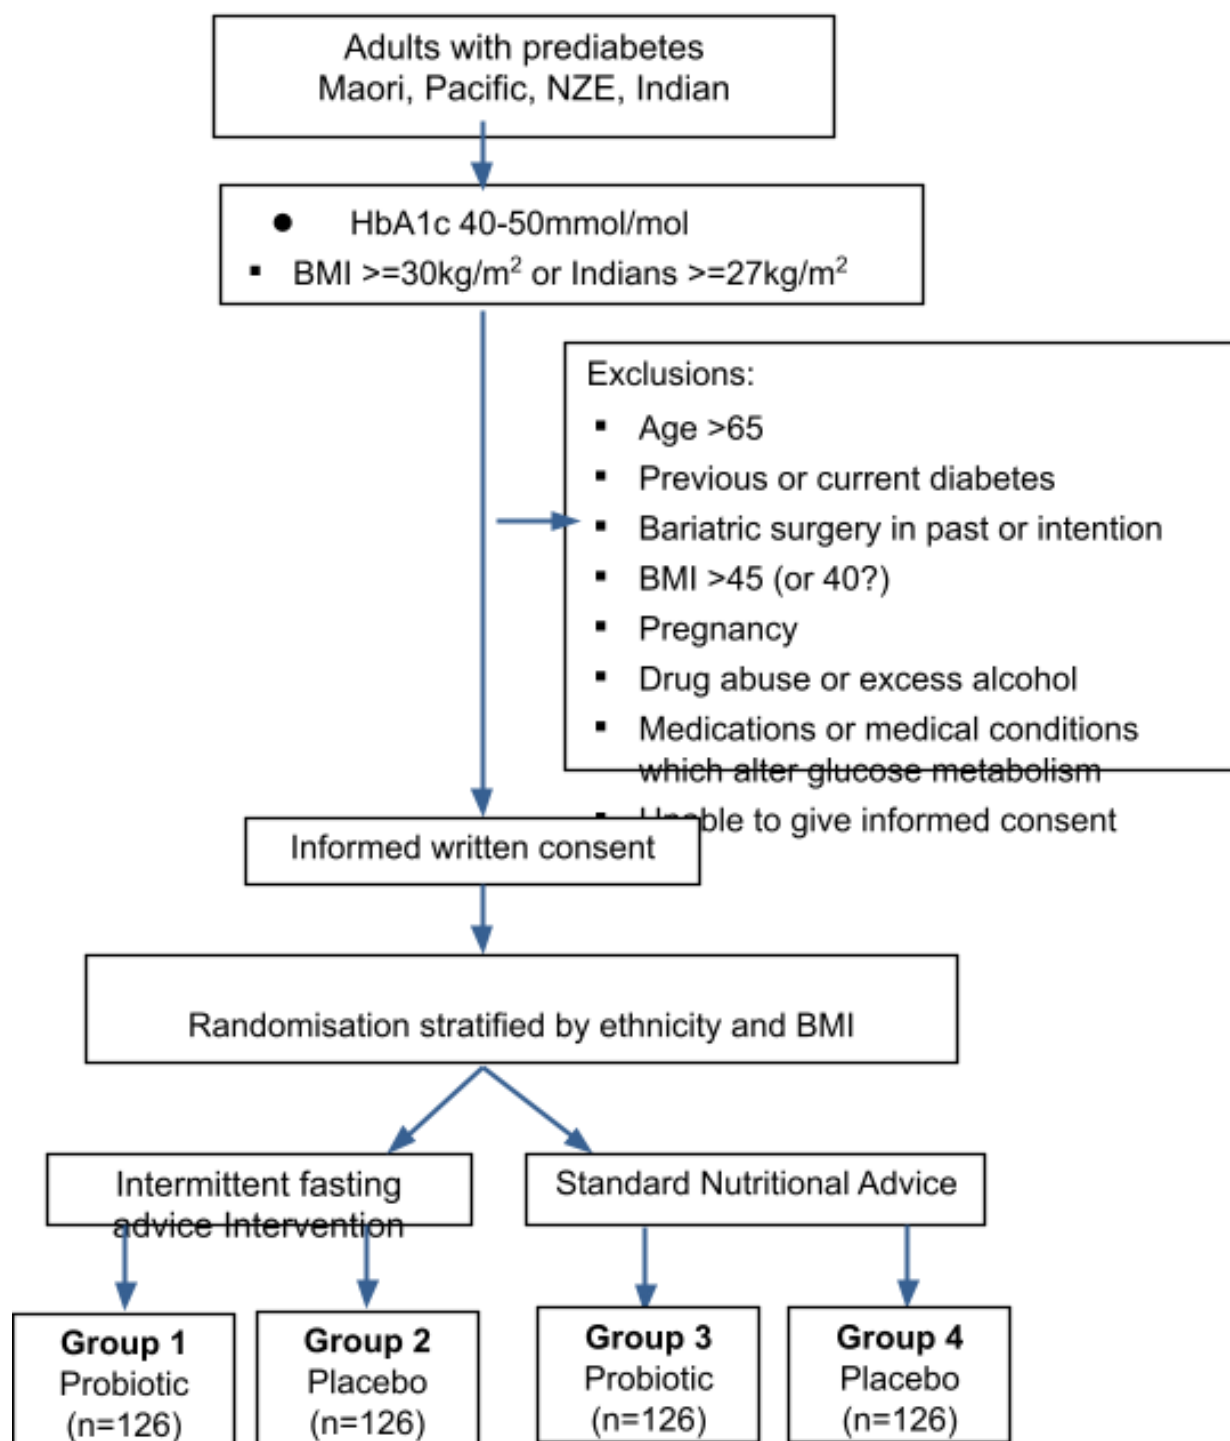 Adults with prediabetes
Maori, Pacific, NZE, Indian
● HbA1c 40-50mmol/mol
▪ BMI >=30kg/m² or Indians >=27kg/m²
Exclusions:
▪ Age >65
▪ Previous or current diabetes
▪ Bariatric surgery in past or intention
▪ BMI >45 (or 40?)
▪ Pregnancy
▪ Drug abuse or excess alcohol
▪ Medications or medical conditions
which alter glucose metabolism
▪ Unable to give informed consent
Informed written consent
Randomisation stratified by ethnicity and BMI
Intermittent fasting
advice Intervention
Standard Nutritional Advice
Group 1
Probiotic
(n=126)
Group 2
Placebo
(n=126)
Group 3
Probiotic
(n=126)
Group 4
Placebo
(n=126)